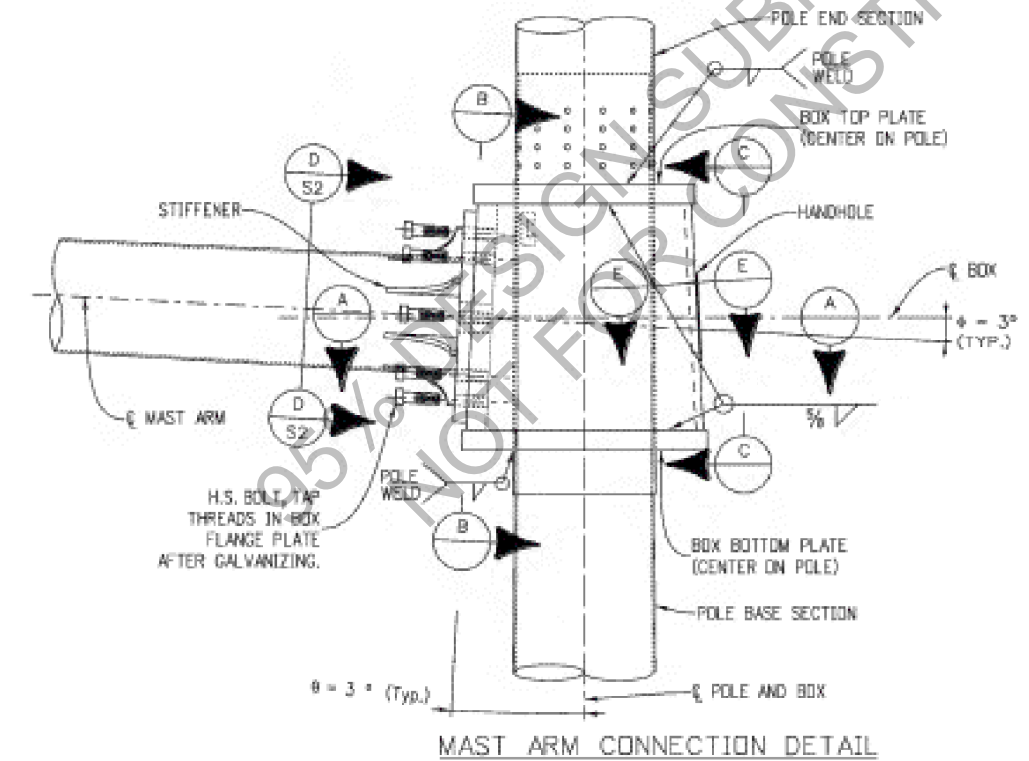 POLE END SECTION
POLE
WELD
BOX TOP PLATE
(CENTER ON POLE)
B
C
D
S2
STIFFENER
HANDHOLE
E
E
℄ BOX
A
A
θ = 3°
(TYP.)
℄ MAST ARM
D
S2
5/16
C
POLE
WELD
H.S. BOLT, TAP
THREADS IN BOX
FLANGE PLATE
AFTER GALVANIZING.
B
BOX BOTTOM PLATE
(CENTER ON POLE)
POLE BASE SECTION
θ = 3 ° (Typ.)
℄ POLE AND BOX
MAST ARM CONNECTION DETAIL
95% DESIGN SUB
NOT FOR CONST